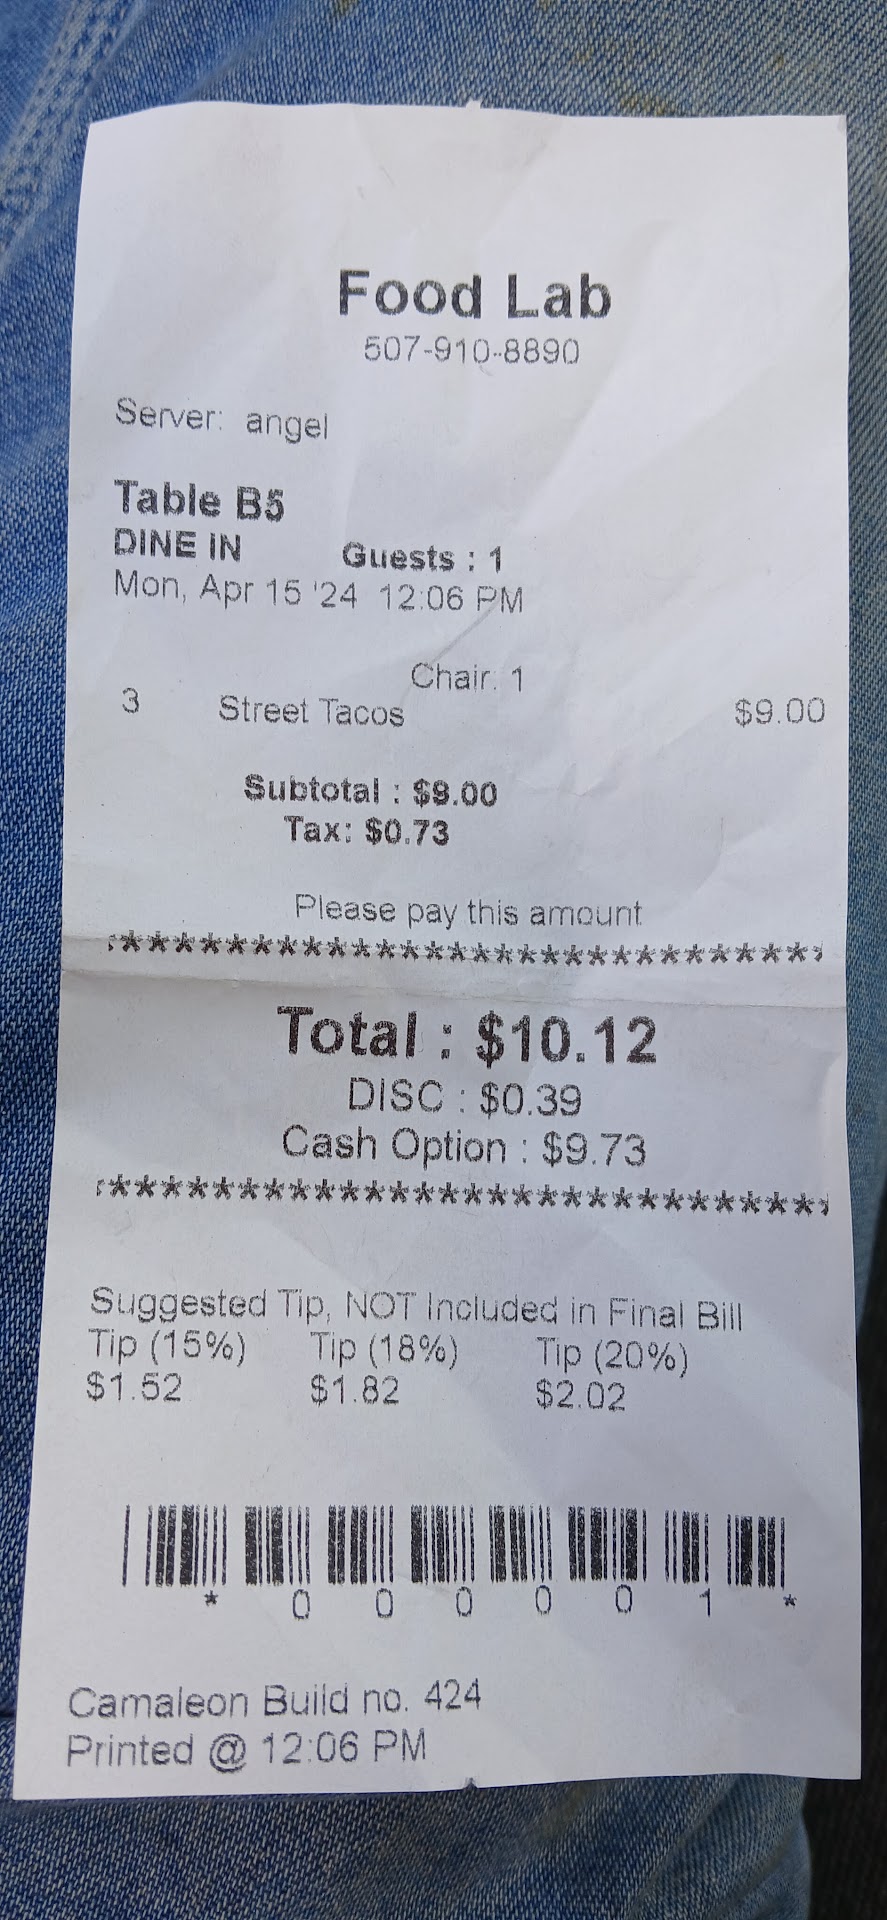 Food Lab
507-910-8890
Server: angel
Table B5
DINE IN Guests : 1
Mon, Apr 15 '24 12:06 PM
Chair: 1
3 Street Tacos $9.00
Subtotal : $9.00
Tax: $0.73
Please pay this amount
****************************
Total : $10.12
DISC : $0.39
Cash Option : $9.73
****************************
Suggested Tip, NOT Included in Final Bill
Tip (15%) Tip (18%) Tip (20%)
$1.52 $1.82 $2.02
* 0 0 0 0 0 1 *
Camaleon Build no. 424
Printed @ 12:06 PM